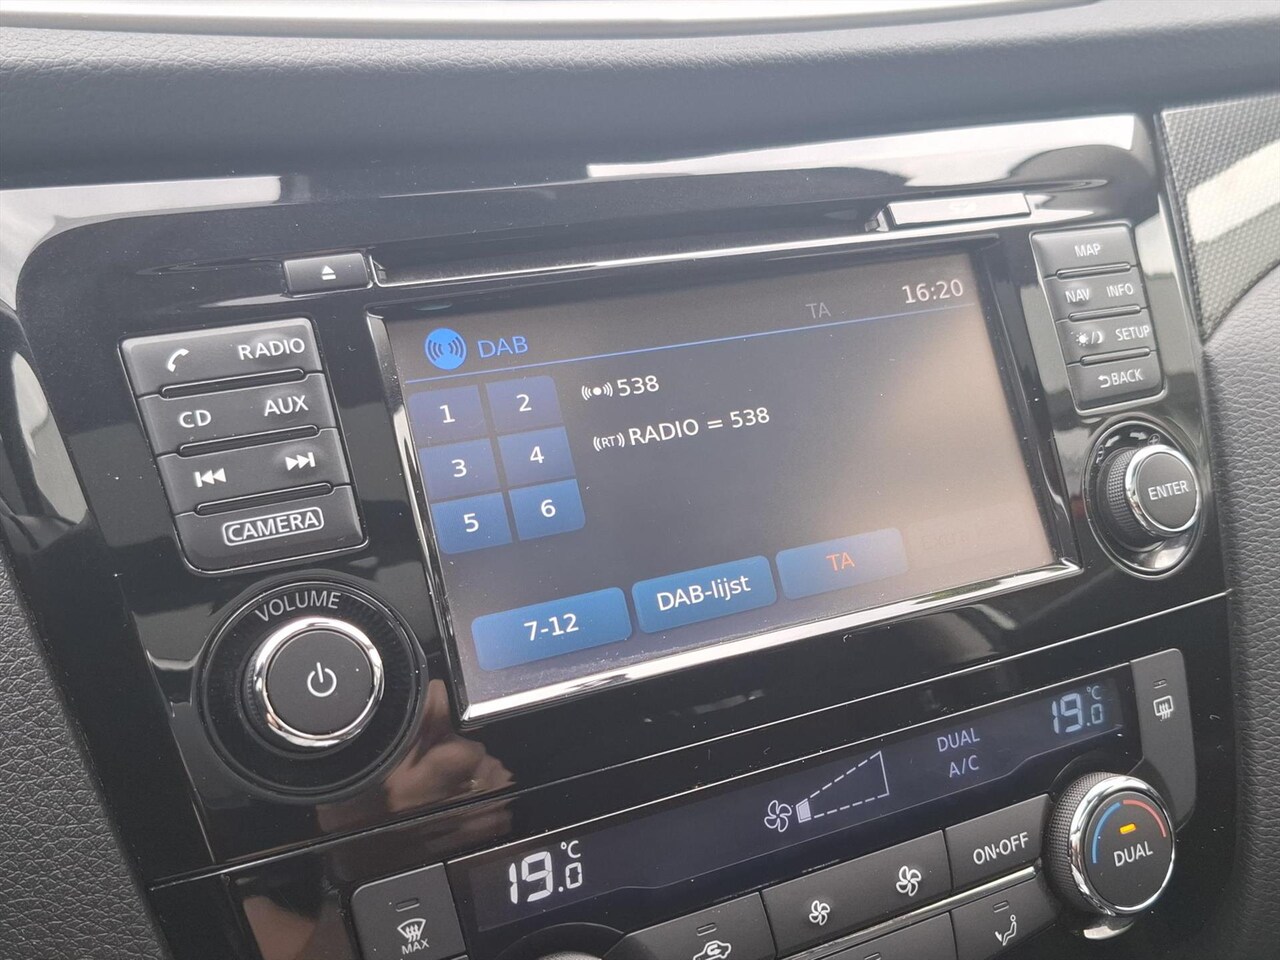 16:20
TA
DAB
1 2
3 4
5 6
538
(RT) RADIO = 538
7-12
DAB-lijst
TA
RADIO
CD AUX
CAMERA
VOLUME
MAP
NAV INFO
SETUP
BACK
ENTER
19.0 °C
DUAL
A/C
19.0 °C
MAX
ON·OFF
DUAL